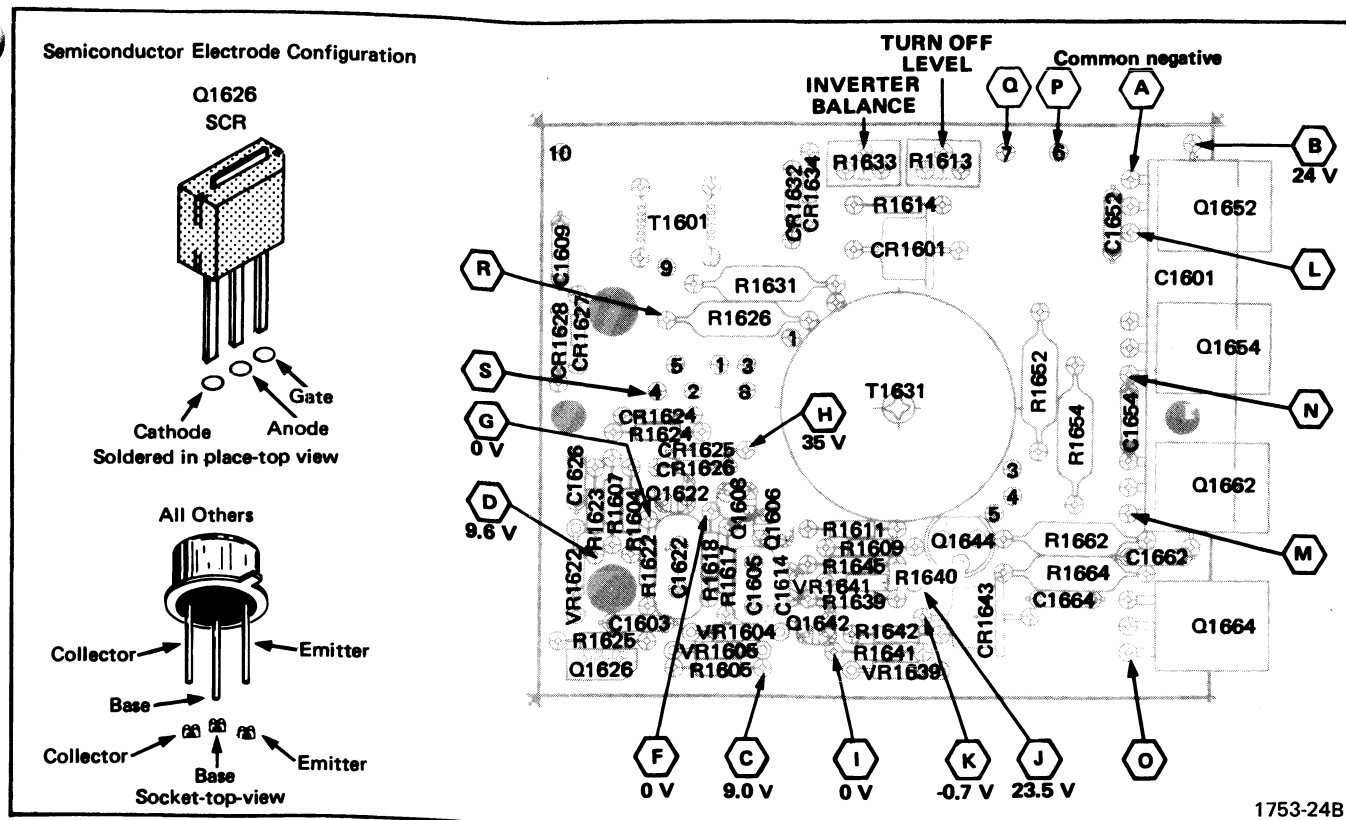 Semiconductor Electrode Configuration
Q1626
SCR
Gate
Anode
Cathode
Soldered in place-top view
All Others
Collector
Emitter
Base
Collector
Emitter
Base
Socket-top-view
TURN OFF
LEVEL
INVERTER
BALANCE
Common negative
Q
P
A
B
24 V
10
7
6
R1633
R1613
CR1632
CR1634
R1614
C1652
Q1652
T1601
CR1601
L
C1609
9
C1601
R
R1631
R1626
CR1628
CR1627
1
Q1654
S
5
1
3
4
2
8
T1631
R1652
R1654
C1654
N
G
0 V
CR1624
R1624
H
35 V
CR1625
CR1626
C1626
3
Q1662
D
9.6 V
R1623
R1607
R1604
Q1622
Q1608
Q1606
4
5
R1611
R1609
Q1644
R1662
M
VR1622
R1622
C1622
R1618
R1617
C1605
C1614
R1645
C1662
VR1641
R1640
R1664
R1639
CR1643
C1664
C1603
Q1642
Q1664
R1625
VR1604
R1642
VR1605
R1641
Q1626
R1605
VR1639
F
0 V
C
9.0 V
I
0 V
K
-0.7 V
J
23.5 V
O
1753-24B